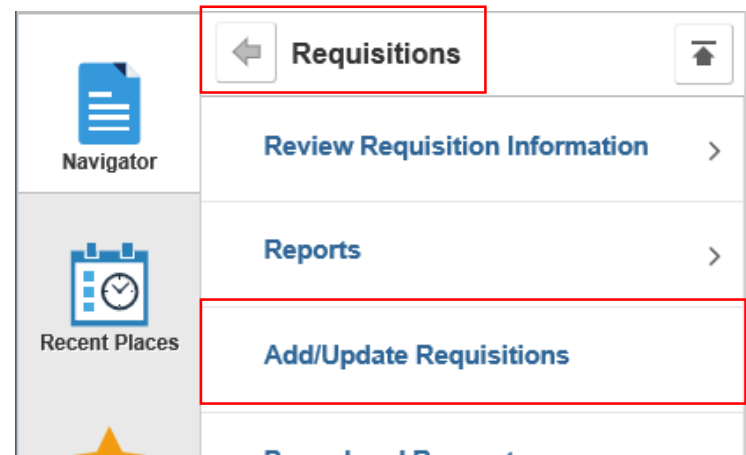 Requisitions
Navigator
Review Requisition Information
Reports
Recent Places
Add/Update Requisitions